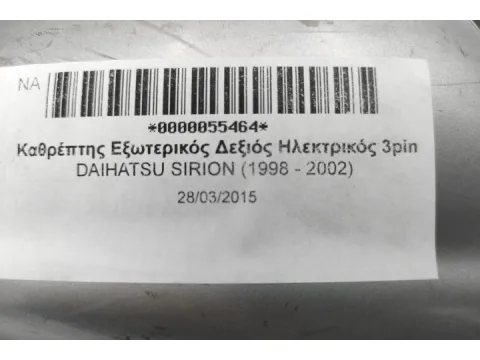 NA
*0000055464*
Καθρέπτης Εξωτερικός Δεξιός Ηλεκτρικός 3pin
DAIHATSU SIRION (1998 - 2002)
28/03/2015